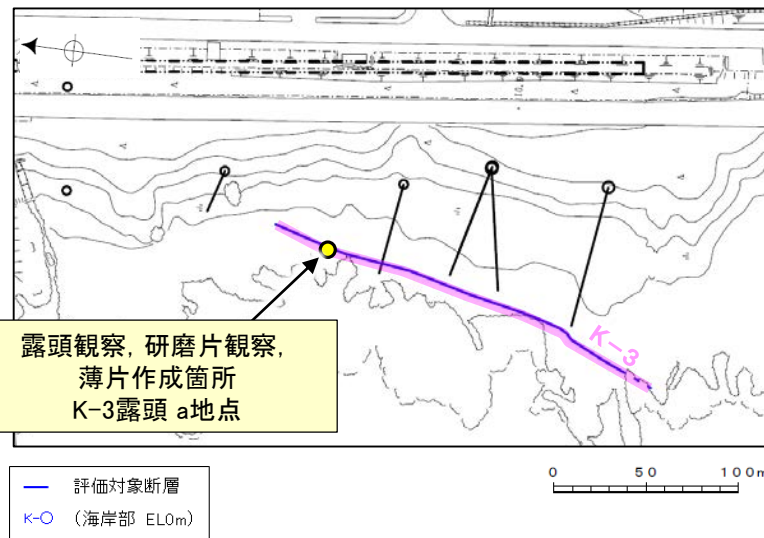 露頭観察, 研磨片観察,
薄片作成箇所
K-3露頭 a地点
K-3
評価対象断層
K-○ (海岸部 EL0m)
0 50 100m